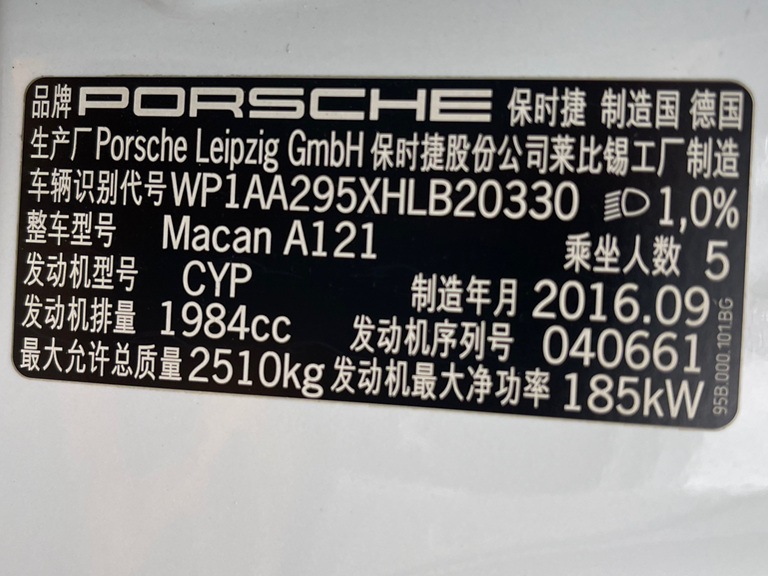 品牌 PORSCHE 保时捷 制造国 德国
生产厂 Porsche Leipzig GmbH 保时捷股份公司莱比锡工厂制造
车辆识别代号 WP1AA295XHLB20330 1,0%
整车型号 Macan A121 乘坐人数 5
发动机型号 CYP 制造年月 2016.09
发动机排量 1984cc 发动机序列号 040661
最大允许总质量 2510kg 发动机最大净功率 185kW
95B.000.101.BG